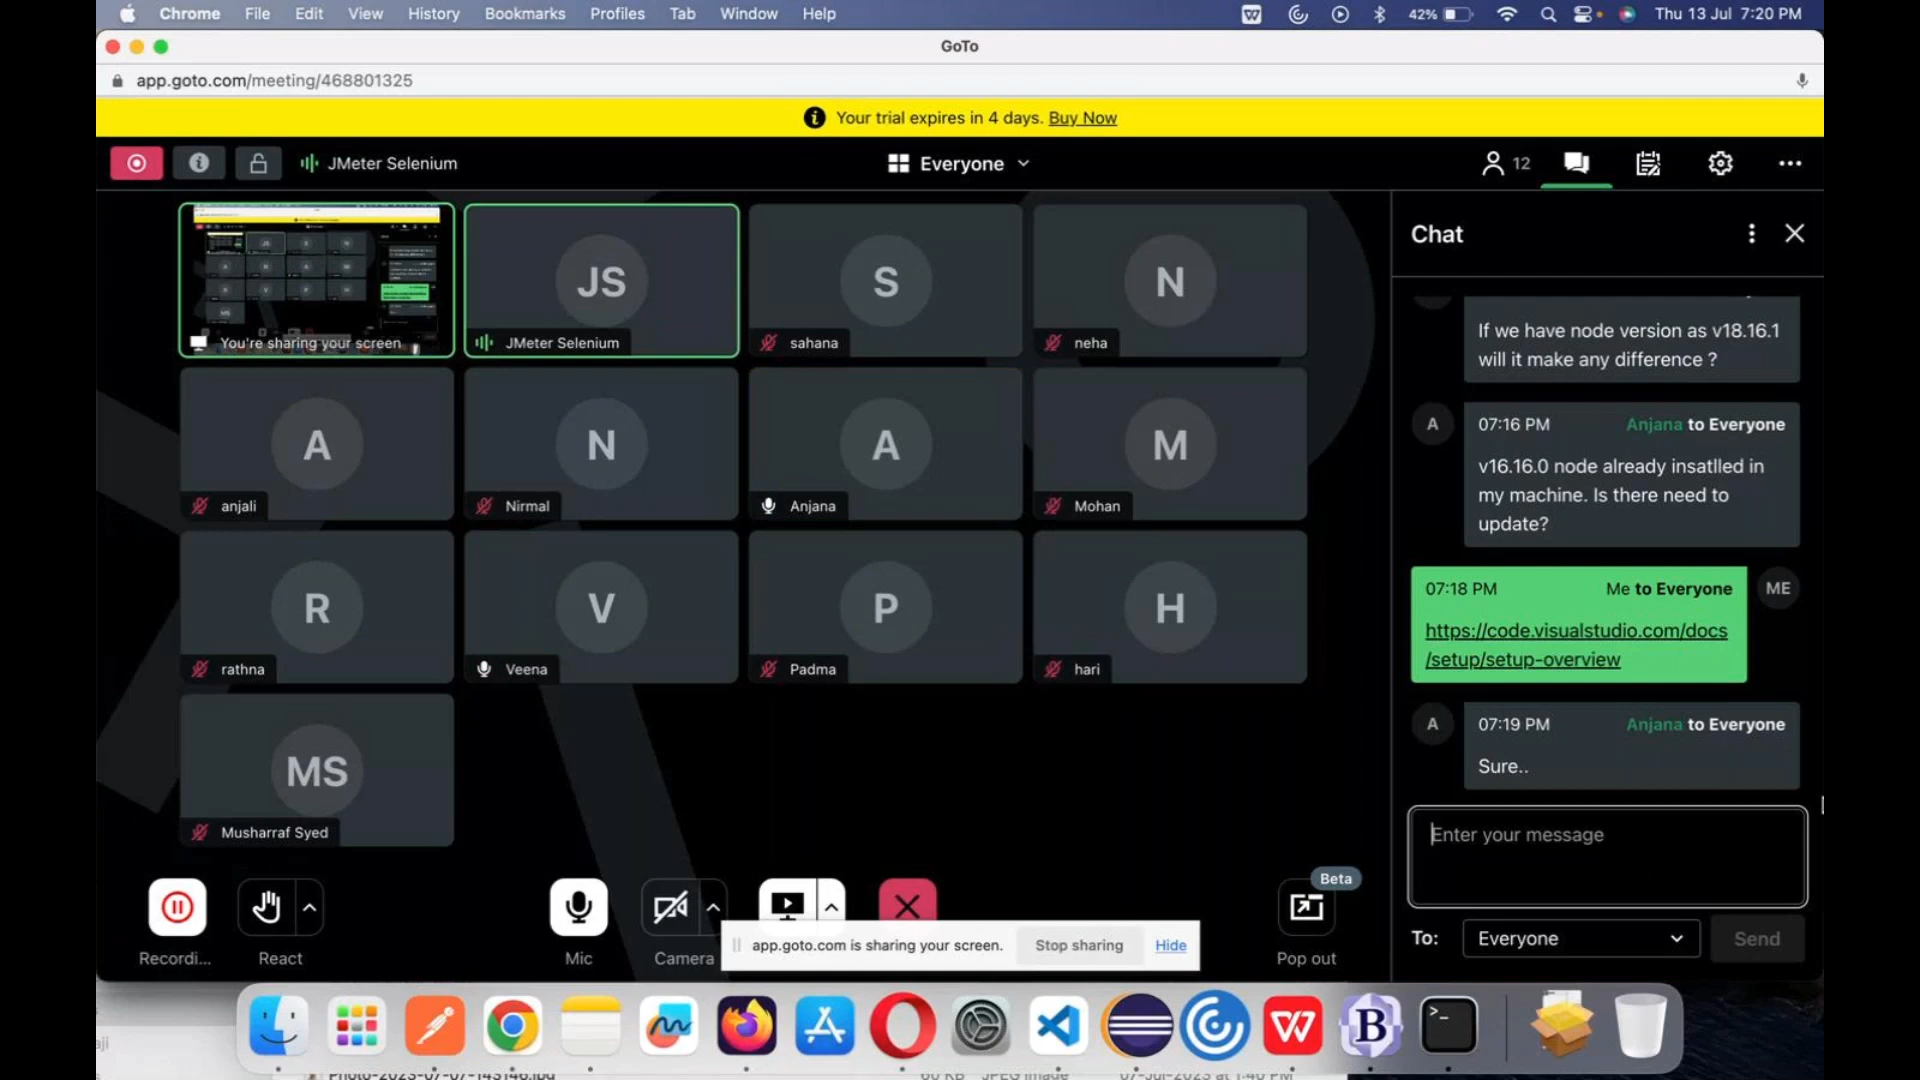 Chrome File Edit View History Bookmarks Profiles Tab Window Help 42% Thu 13 Jul 7:20 PM
GoTo
app.goto.com/meeting/468801325
Your trial expires in 4 days. Buy Now
JMeter Selenium
Everyone
12
Chat
You're sharing your screen
JS
JMeter Selenium
S
sahana
N
neha
A
anjali
N
Nirmal
A
Anjana
M
Mohan
R
rathna
V
Veena
P
Padma
H
hari
MS
Musharraf Syed
If we have node version as v18.16.1
will it make any difference ?
A
07:16 PM Anjana to Everyone
v16.16.0 node already insatlled in
my machine. Is there need to
update?
07:18 PM Me to Everyone
ME
https://code.visualstudio.com/docs
/setup/setup-overview
A
07:19 PM Anjana to Everyone
Sure..
Enter your message
To: Everyone Send
Recordi...
React
Mic
Camera
app.goto.com is sharing your screen. Stop sharing Hide
Beta
Pop out